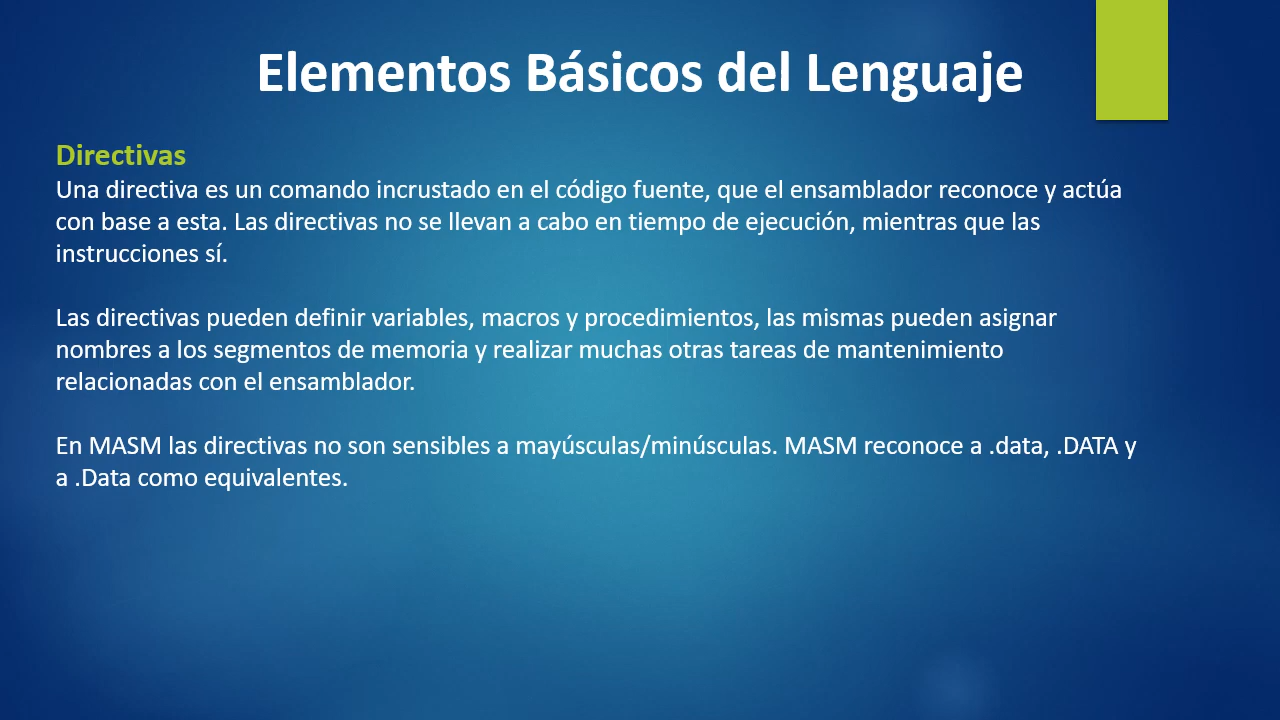 Elementos Básicos del Lenguaje
Directivas
Una directiva es un comando incrustado en el código fuente, que el ensamblador reconoce y actúa
con base a esta. Las directivas no se llevan a cabo en tiempo de ejecución, mientras que las
instrucciones sí.
Las directivas pueden definir variables, macros y procedimientos, las mismas pueden asignar
nombres a los segmentos de memoria y realizar muchas otras tareas de mantenimiento
relacionadas con el ensamblador.
En MASM las directivas no son sensibles a mayúsculas/minúsculas. MASM reconoce a .data, .DATA y
a .Data como equivalentes.